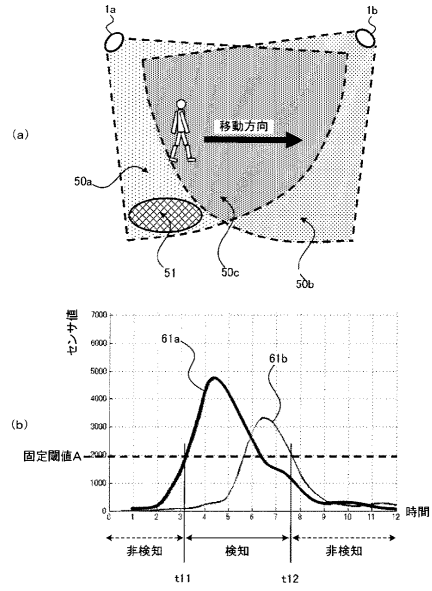 1a
1b
(a)
移動方向
50a
51
50c
50b
(b)
センサ値
7000
6000
5000
4000
3000
2000
1000
0
61a
61b
固定閾値A
0 1 2 3 4 5 6 7 8 9 10 11 12
時間
非検知
検知
非検知
t11
t12